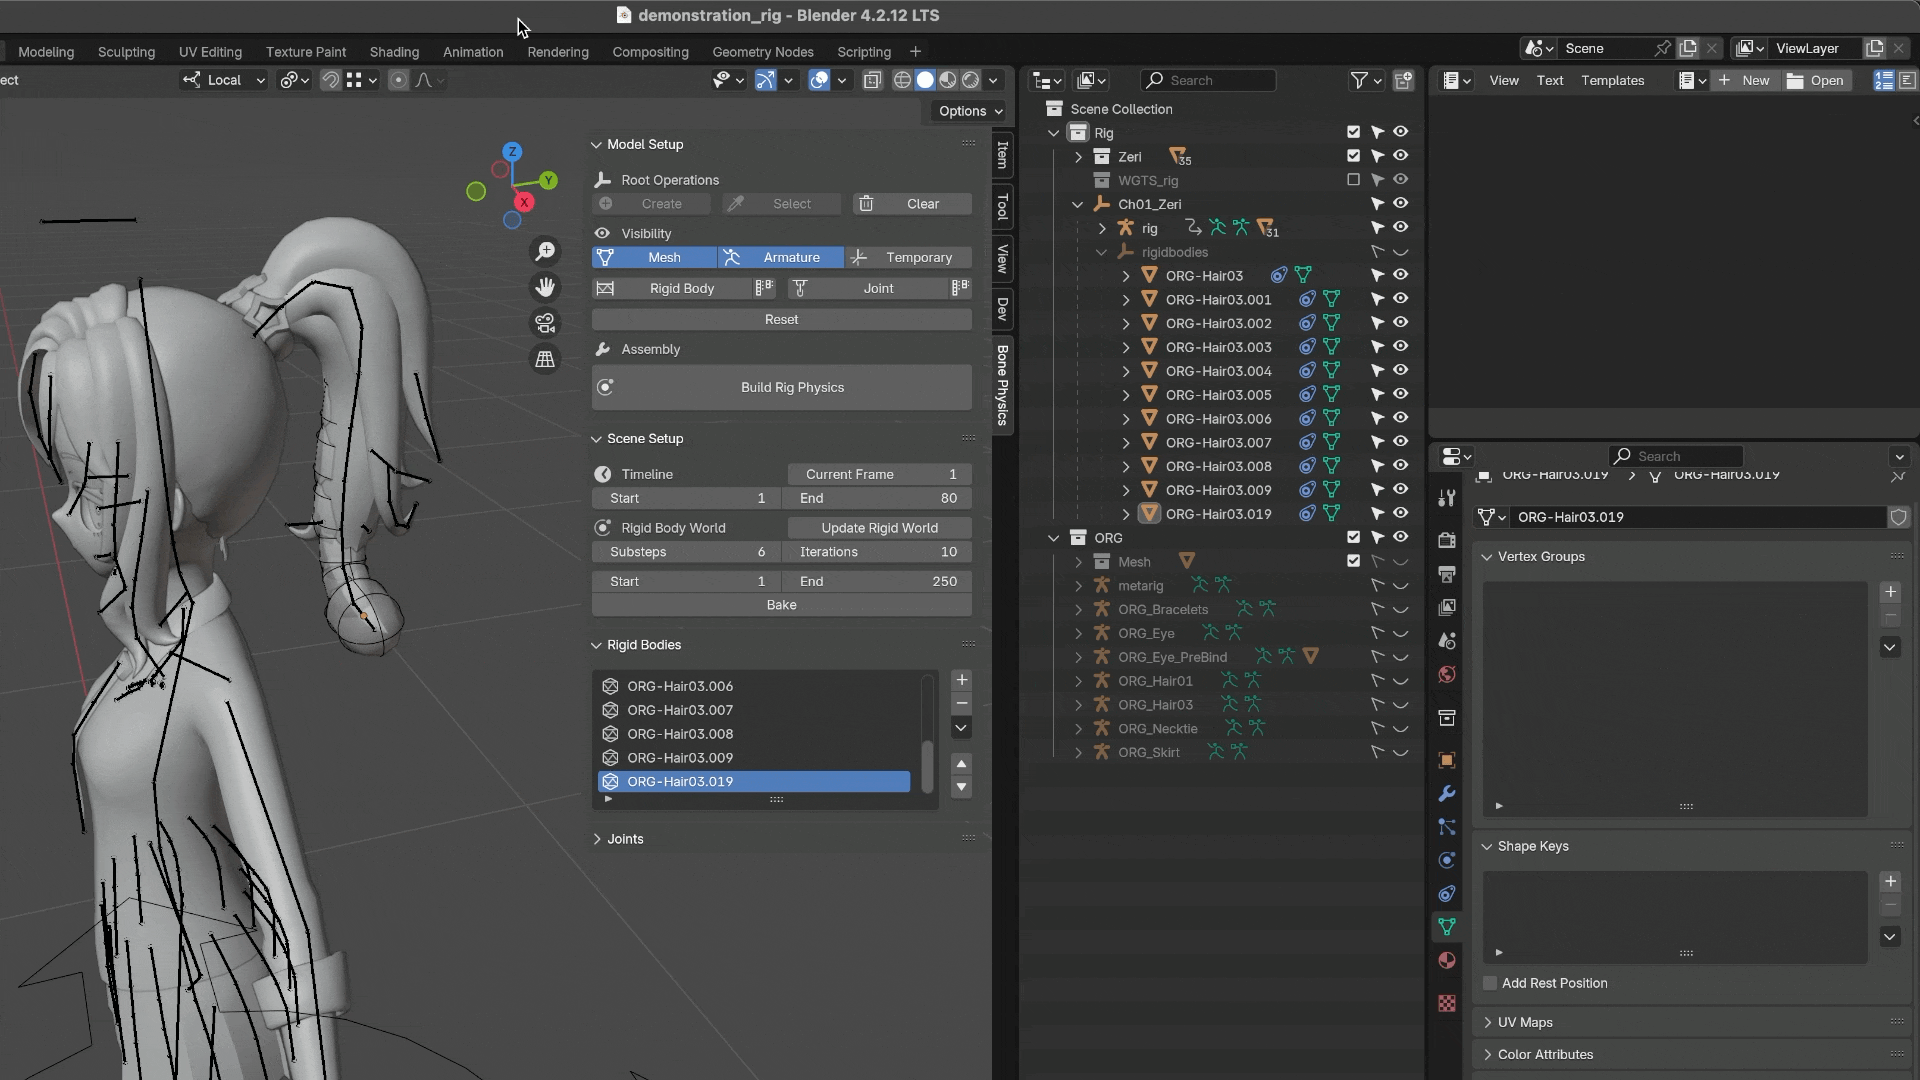 demonstration_rig - Blender 4.2.12 LTS
Modeling Sculpting UV Editing Texture Paint Shading Animation Rendering Compositing Geometry Nodes Scripting
Scene
ViewLayer
ect
Local
Search
View Text Templates
New Open
Options
Z
Y
X
Model Setup
Root Operations
Create Select Clear
Visibility
Mesh Armature Temporary
Rigid Body Joint
Reset
Assembly
Build Rig Physics
Scene Setup
Timeline Current Frame 1
Start 1 End 80
Rigid Body World Update Rigid World
Substeps 6 Iterations 10
Start 1 End 250
Bake
Rigid Bodies
ORG-Hair03.006
ORG-Hair03.007
ORG-Hair03.008
ORG-Hair03.009
ORG-Hair03.019
Joints
Item
Tool
View
Dev
Bone Physics
Scene Collection
Rig
Zeri 35
WGTS_rig
Ch01_Zeri
rig 31
rigidbodies
ORG-Hair03
ORG-Hair03.001
ORG-Hair03.002
ORG-Hair03.003
ORG-Hair03.004
ORG-Hair03.005
ORG-Hair03.006
ORG-Hair03.007
ORG-Hair03.008
ORG-Hair03.009
ORG-Hair03.019
ORG
Mesh
metarig
ORG_Bracelets
ORG_Eye
ORG_Eye_PreBind
ORG_Hair01
ORG_Hair03
ORG_Necktie
ORG_Skirt
Search
ORG-Hair03.019 ORG-Hair03.019
ORG-Hair03.019
Vertex Groups
Shape Keys
Add Rest Position
UV Maps
Color Attributes